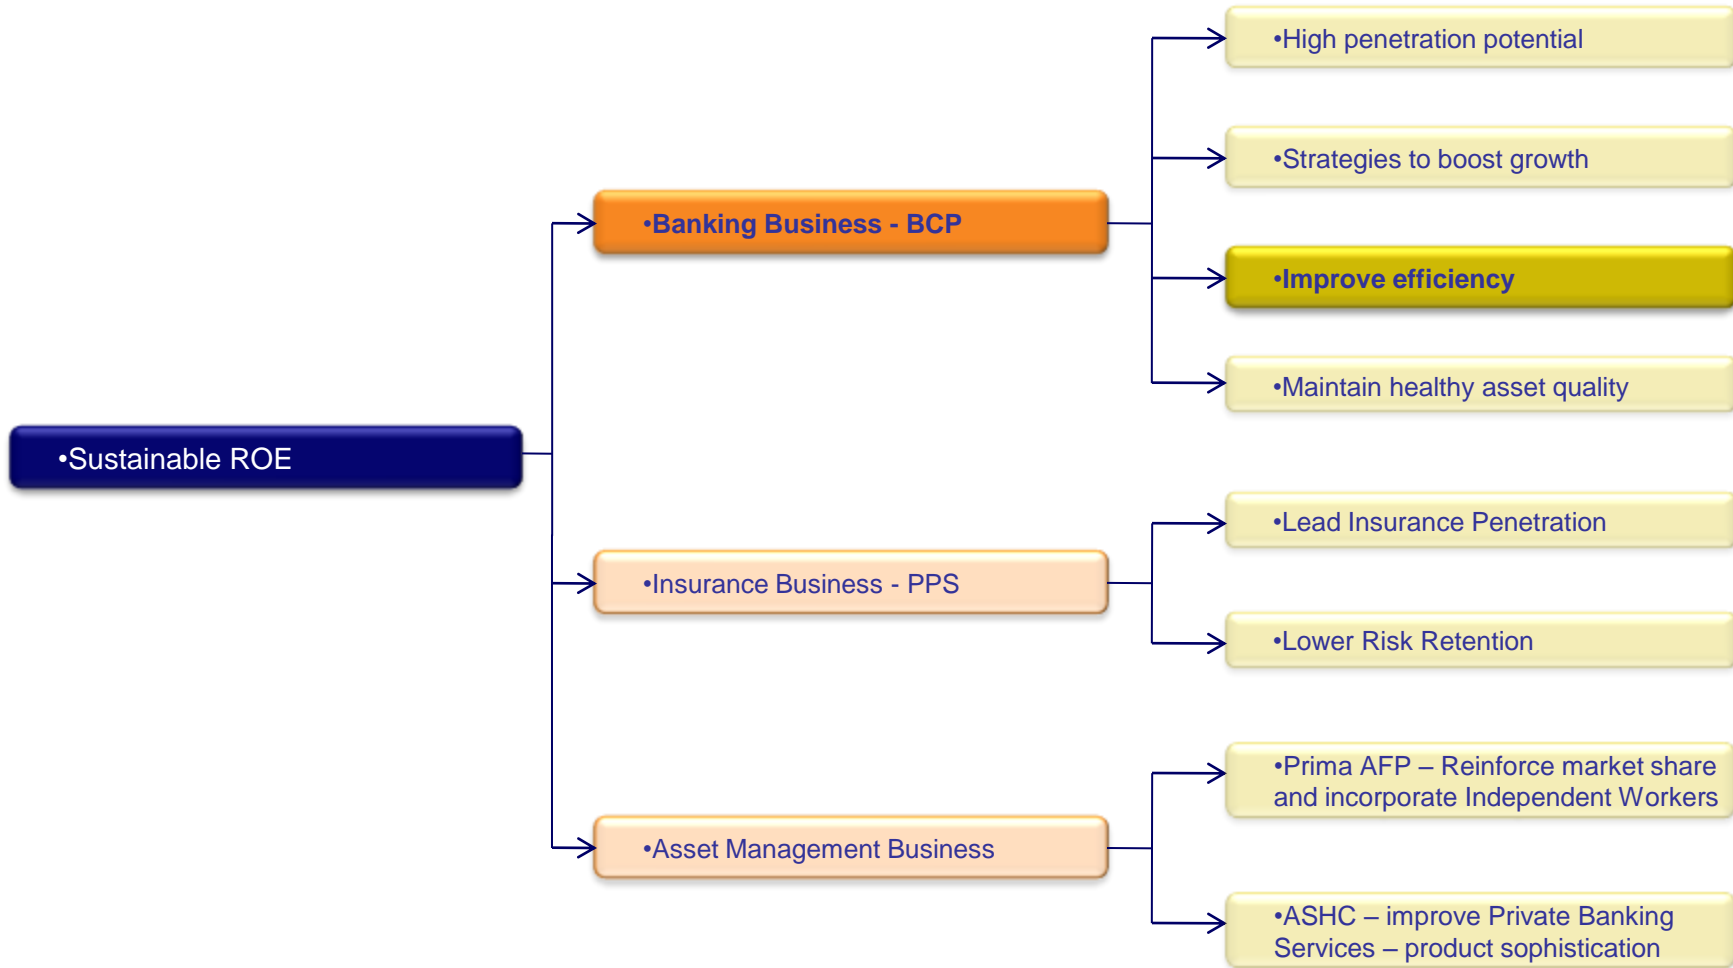 •Sustainable ROE
•Banking Business - BCP
•High penetration potential
•Strategies to boost growth
•Improve efficiency
•Maintain healthy asset quality
•Insurance Business - PPS
•Lead Insurance Penetration
•Lower Risk Retention
•Asset Management Business
•Prima AFP – Reinforce market share
and incorporate Independent Workers
•ASHC – improve Private Banking
Services – product sophistication